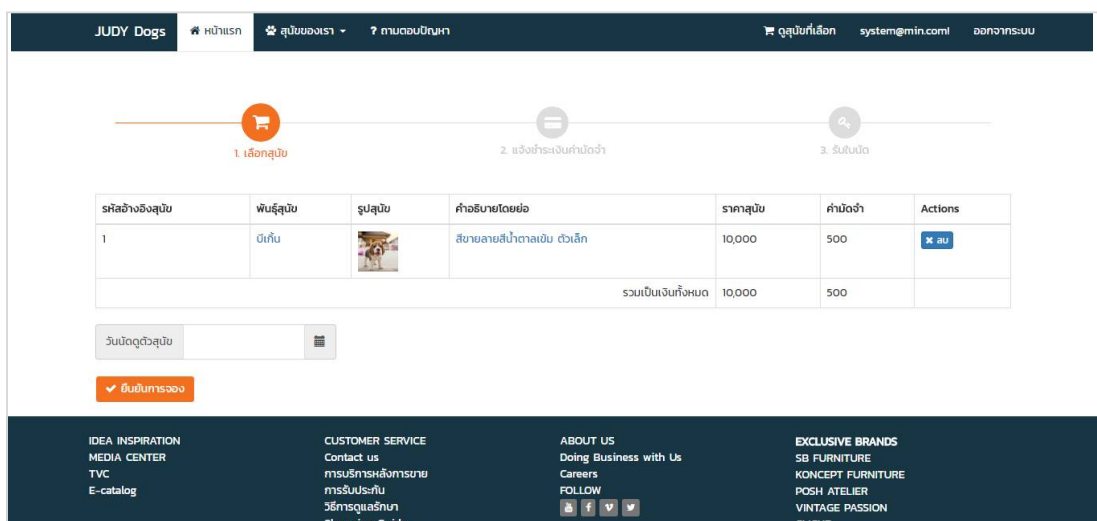 JUDY Dogs หน้าแรก สุนัขของเรา ? ถามตอบปัญหา ดูสุนัขที่เลือก system@min.com! ออกจากระบบ
1. เลือกสุนัข 2. แจ้งชำระเงินค่ามัดจำ 3. รับใบนัด
รหัสอ้างอิงสุนัข พันธุ์สุนัข รูปสุนัข คำอธิบายโดยย่อ ราคาสุนัข ค่ามัดจำ Actions
1 บีเกิ้น สีขายลายสีน้ำตาลเข้ม ตัวเล็ก 10,000 500 ลบ
รวมเป็นเงินทั้งหมด 10,000 500
วันนัดดูตัวสุนัข
ยืนยันการจอง
IDEA INSPIRATION CUSTOMER SERVICE ABOUT US EXCLUSIVE BRANDS
MEDIA CENTER Contact us Doing Business with Us SB FURNITURE
TVC การบริการหลังการขาย Careers KONCEPT FURNITURE
E-catalog การรับประกัน FOLLOW POSH ATELIER
วิธีการดูแลรักษา VINTAGE PASSION